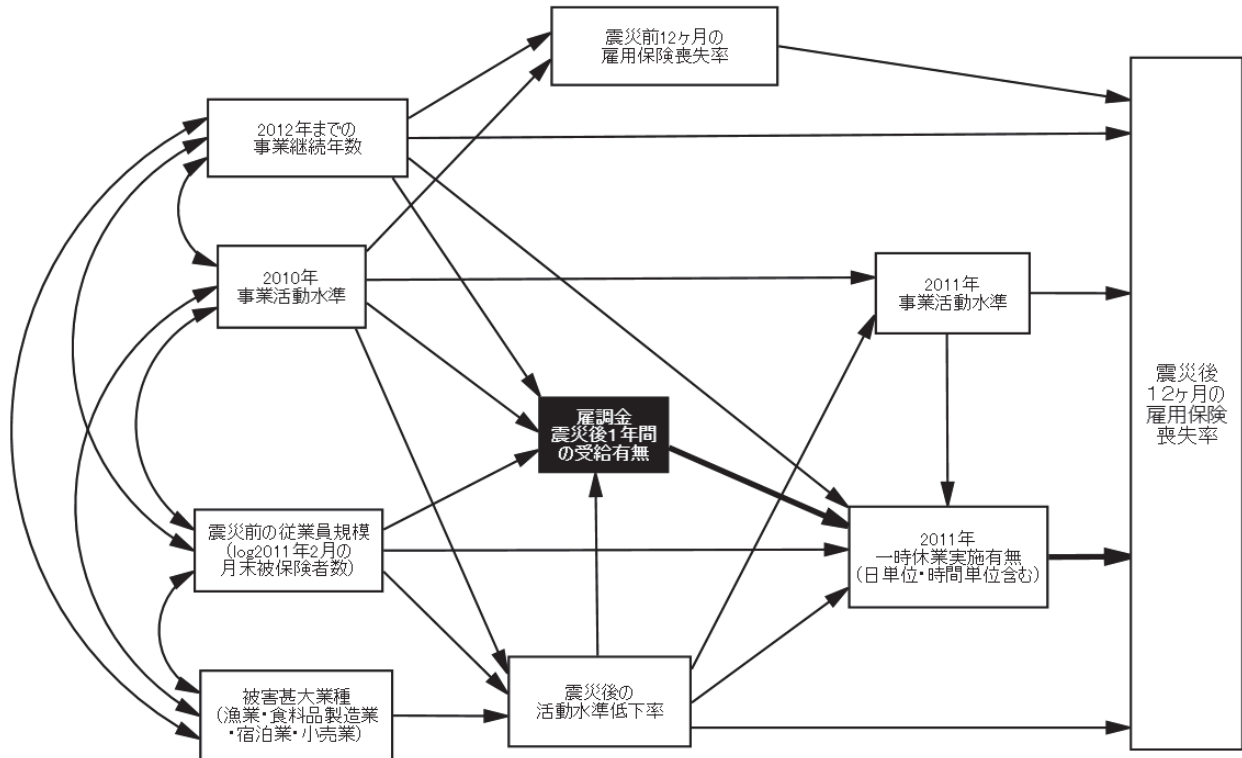 震災前12ヶ月の
雇用保険喪失率
2012年までの
事業継続年数
2010年
事業活動水準
2011年
事業活動水準
震災後
12ヶ月の
雇用保険
喪失率
雇調金
震災後1年間
の受給有無
震災前の従業員規模
(log2011年2月の
月末被保険者数)
2011年
一時休業実施有無
(日単位・時間単位含む)
被害甚大業種
(漁業・食料品製造業
・宿泊業・小売業)
震災後の
活動水準低下率